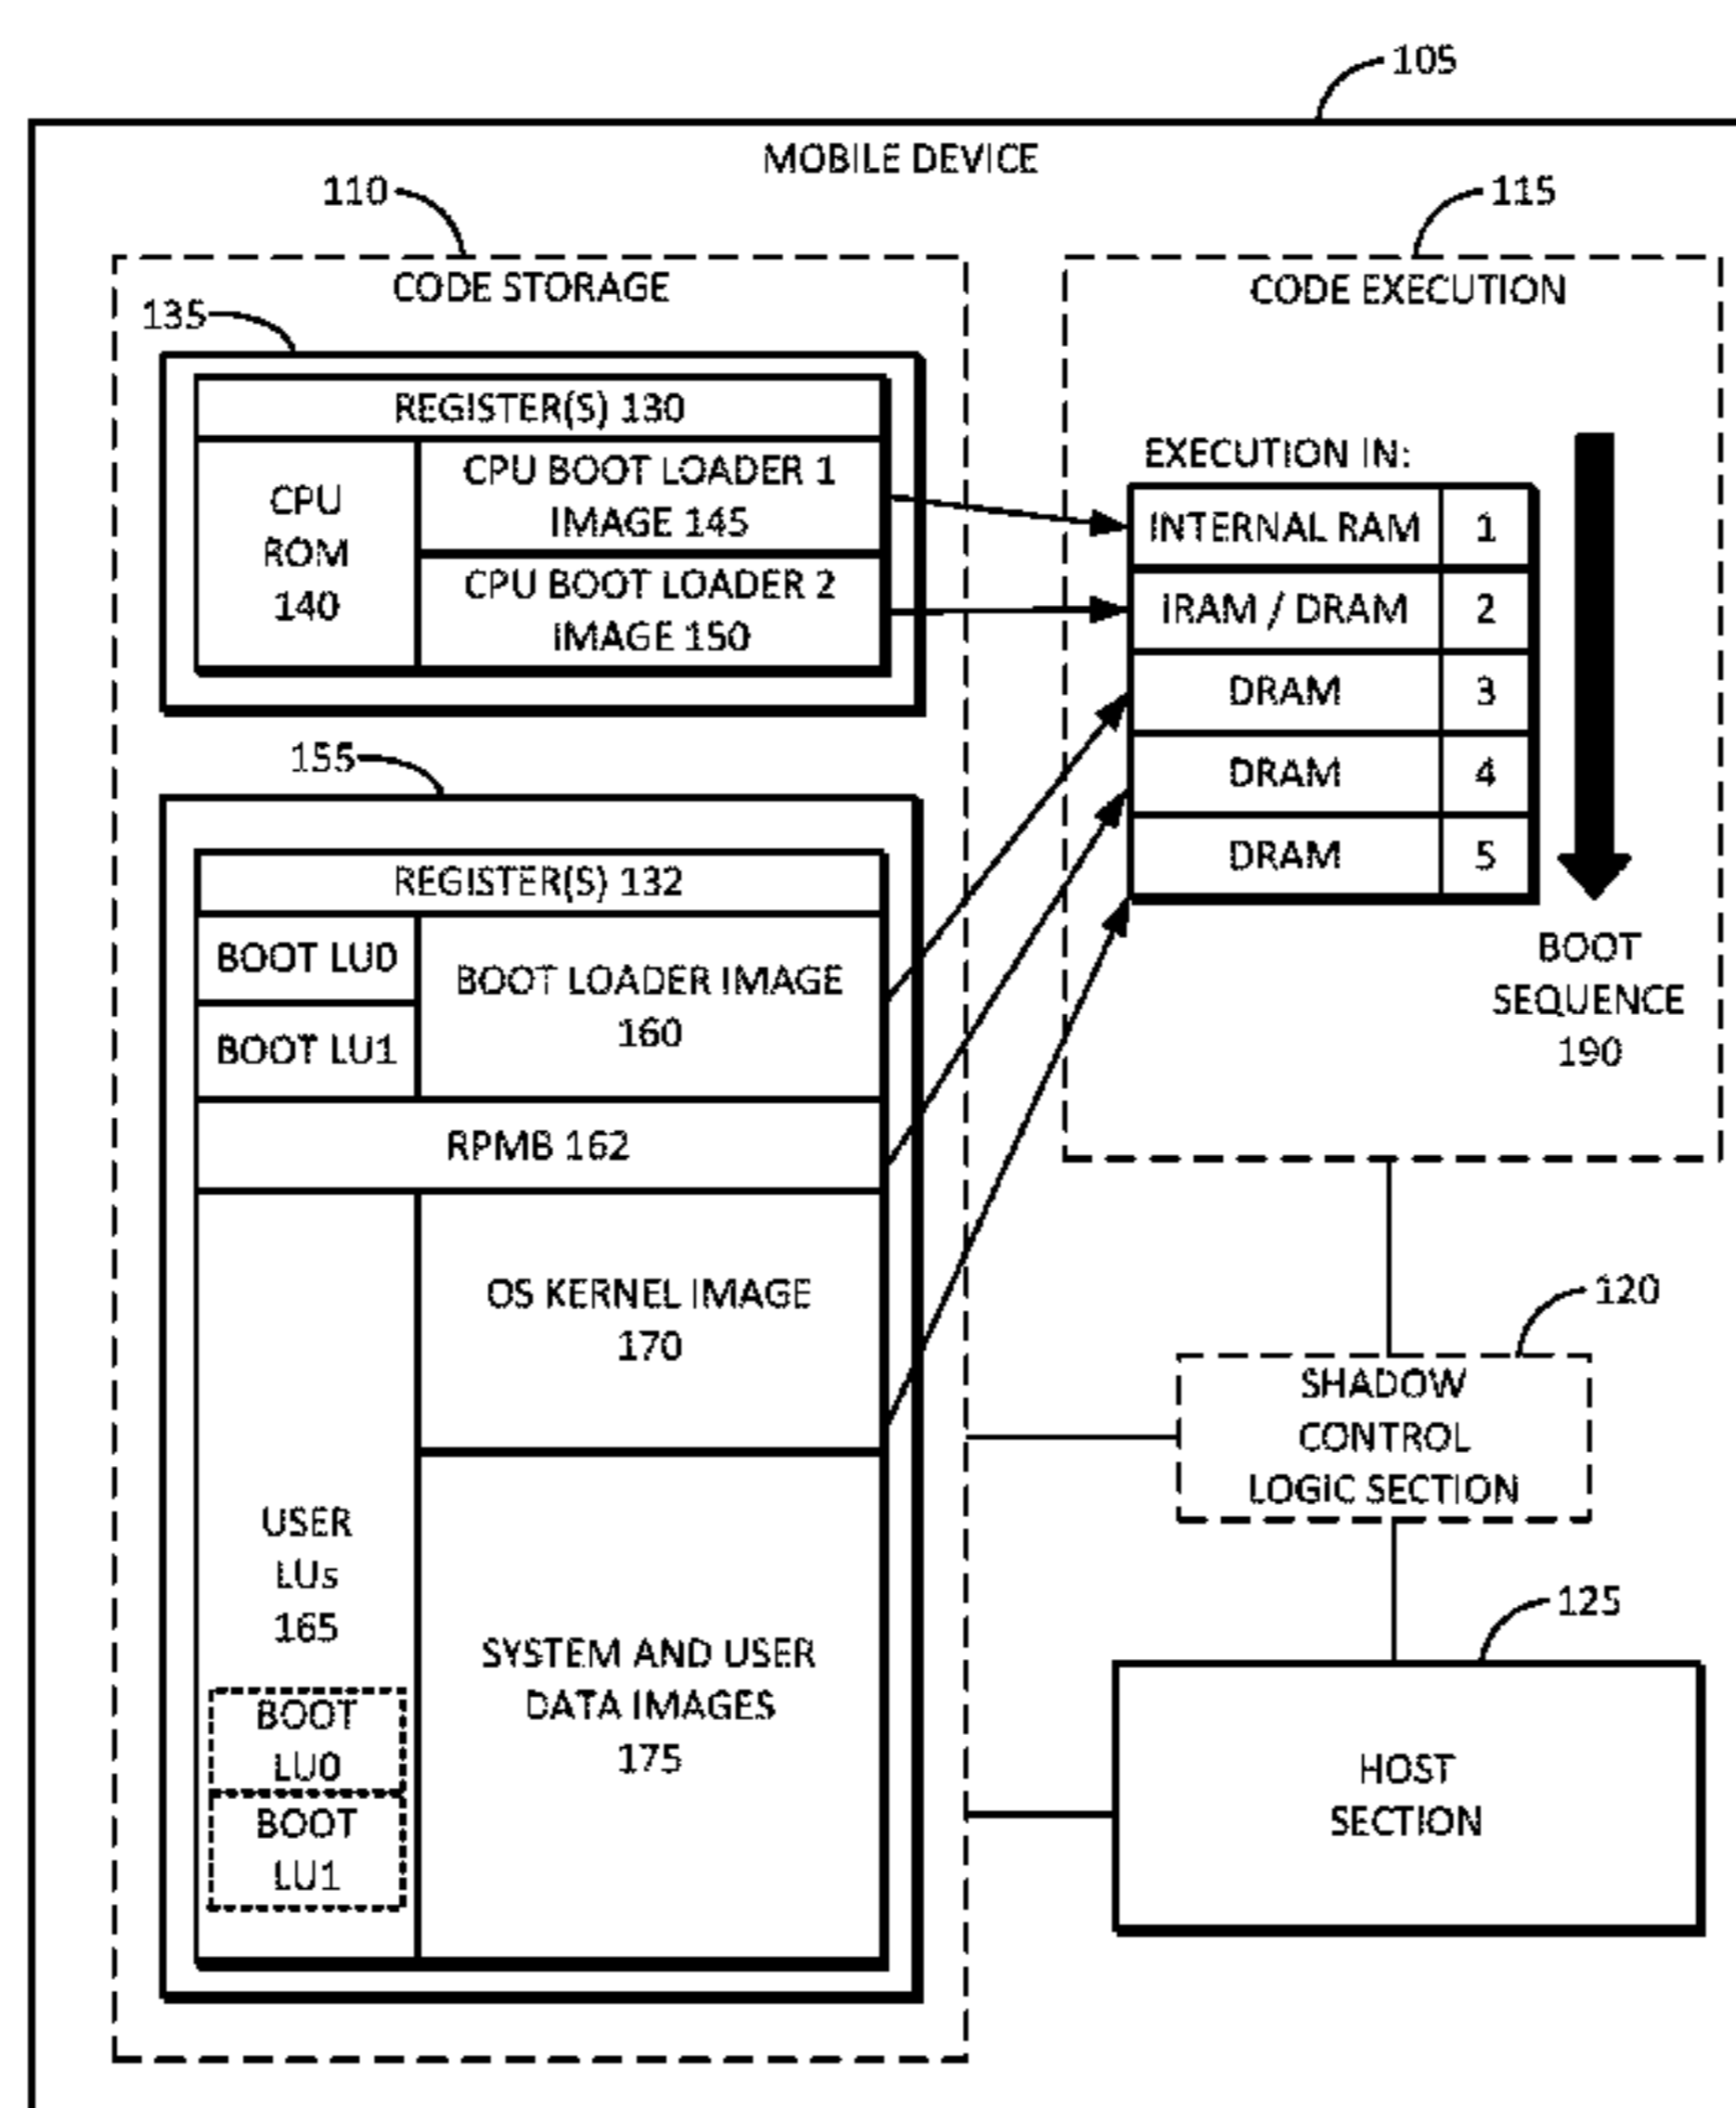 105
MOBILE DEVICE
110
115
CODE STORAGE
CODE EXECUTION
135
REGISTER(S) 130
CPU
ROM
140
CPU BOOT LOADER 1
IMAGE 145
CPU BOOT LOADER 2
IMAGE 150
EXECUTION IN:
INTERNAL RAM 1
iRAM / DRAM 2
DRAM 3
DRAM 4
DRAM 5
BOOT
SEQUENCE
190
155
REGISTER(S) 132
BOOT LU0
BOOT LU1
BOOT LOADER IMAGE
160
RPMB 162
OS KERNEL IMAGE
170
USER
LUs
165
BOOT
LU0
BOOT
LU1
SYSTEM AND USER
DATA IMAGES
175
120
SHADOW
CONTROL
LOGIC SECTION
125
HOST
SECTION